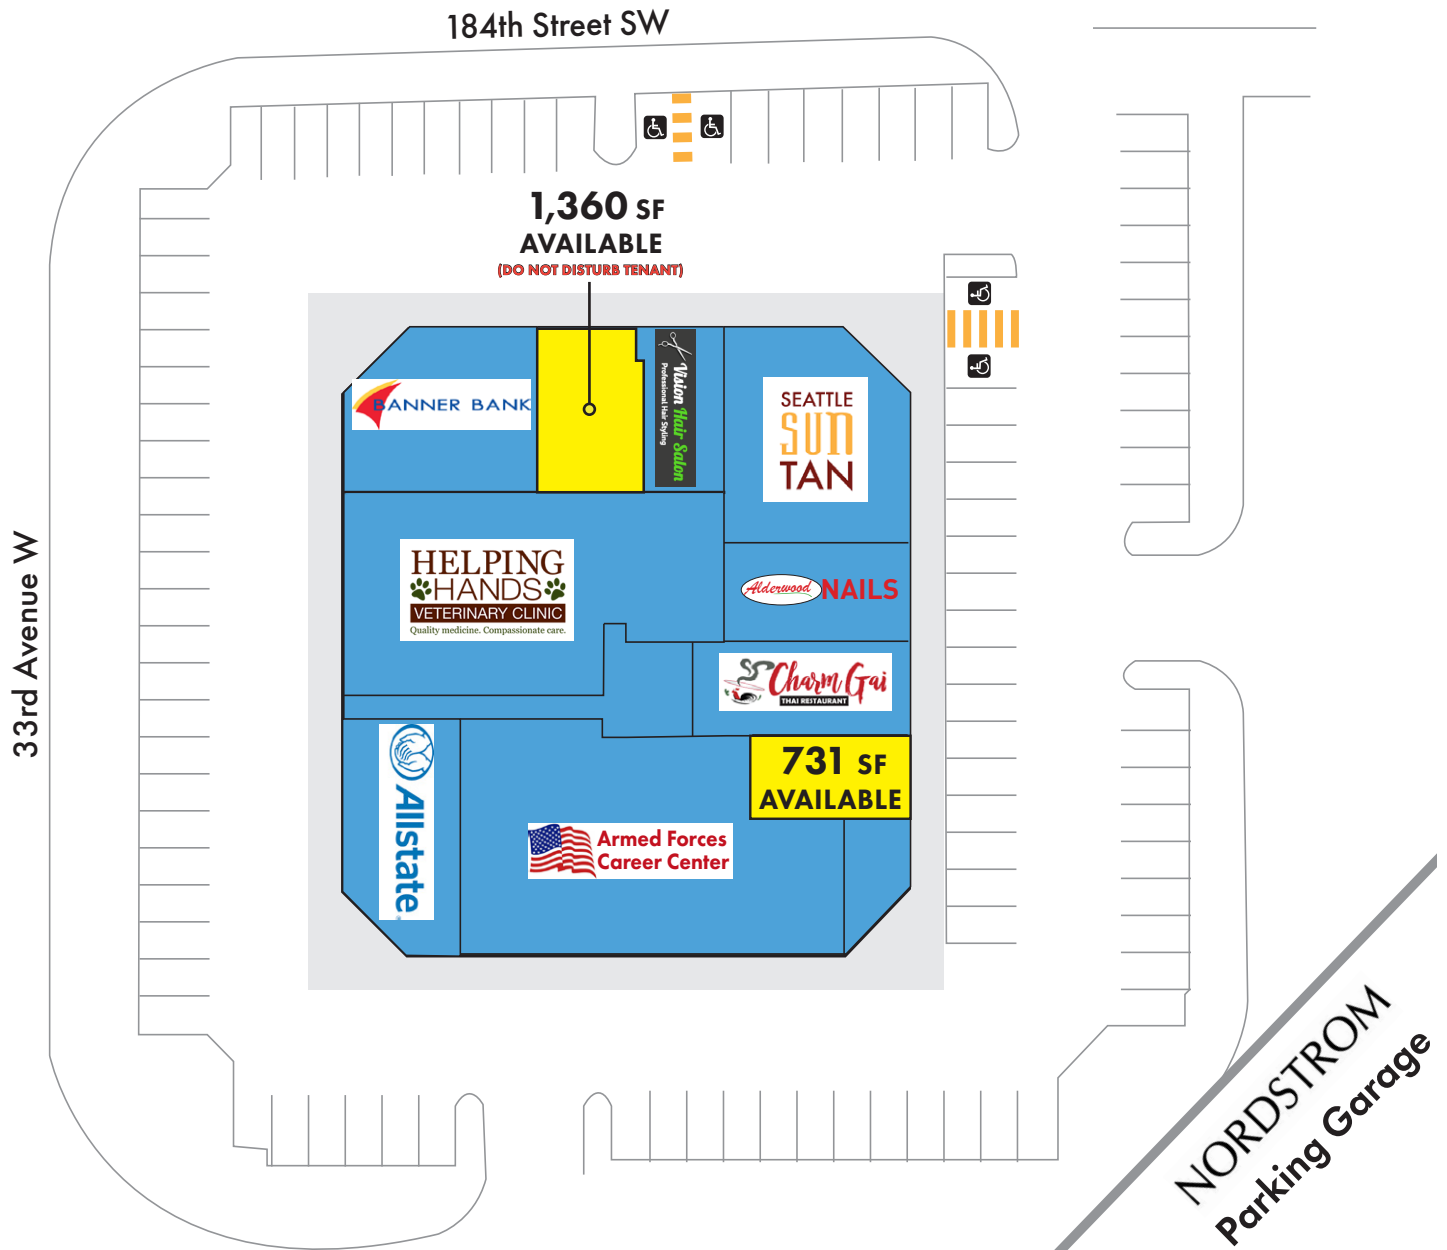 184th Street SW
1,360 SF
AVAILABLE
(DO NOT DISTURB TENANT)
BANNER BANK
Vision Hair Salon
Professional Hair Styling
SEATTLE
SUN
TAN
HELPING
HANDS
VETERINARY CLINIC
Quality medicine. Compassionate care.
Alderwood NAILS
Charm Gai
THAI RESTAURANT
33rd Avenue W
731 SF
AVAILABLE
Allstate®
Armed Forces
Career Center
NORDSTROM
Parking Garage